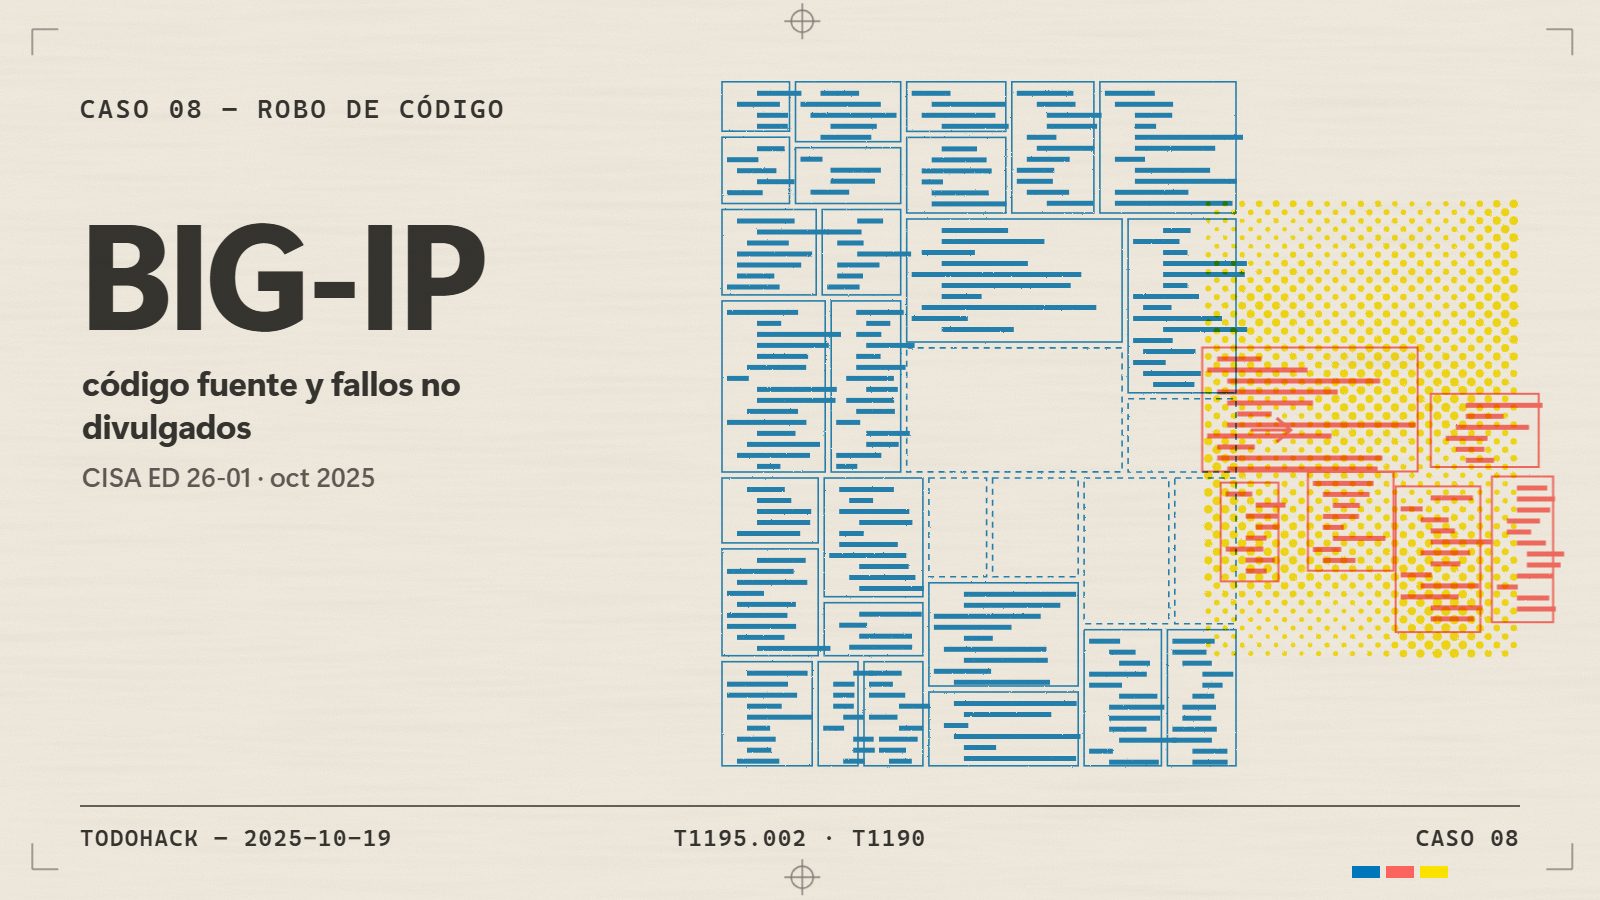 CASO 08 — ROBO DE CÓDIGO
BIG-IP
código fuente y fallos no
divulgados
CISA ED 26-01 · oct 2025
TODOHACK — 2025-10-19
T1195.002 · T1190
CASO 08